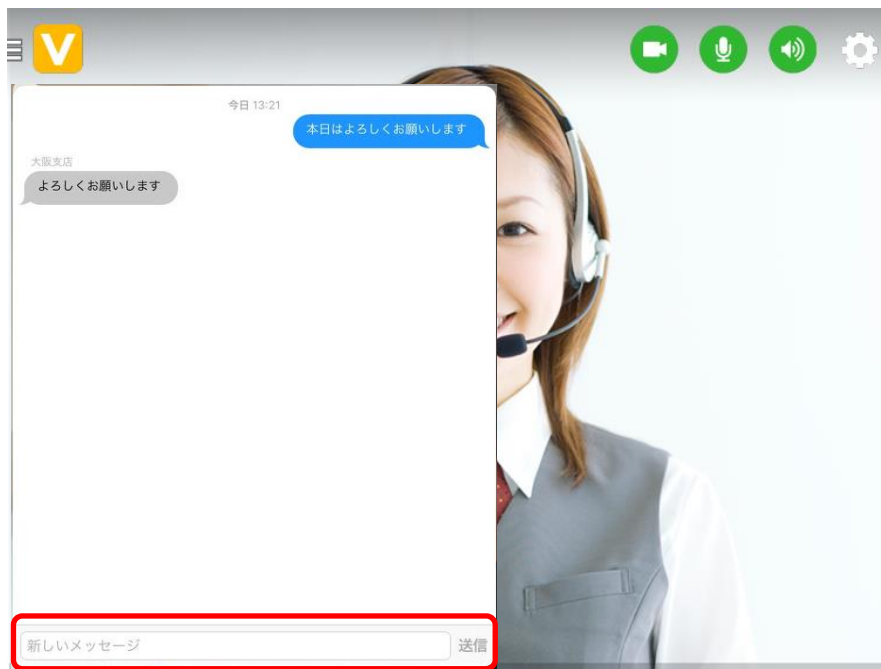 V
今日 13:21
本日はよろしくお願いします
大阪支店
よろしくお願いします
新しいメッセージ
送信